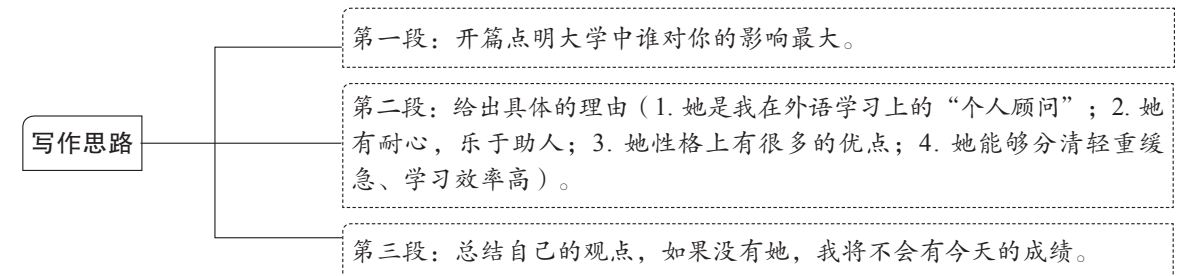 第一段：开篇点明大学中谁对你的影响最大。
写作思路
第二段：给出具体的理由（1. 她是我在外语学习上的“个人顾问”；2. 她
有耐心，乐于助人；3. 她性格上有很多的优点；4. 她能够分清轻重缓
急、学习效率高）。
第三段：总结自己的观点，如果没有她，我将不会有今天的成绩。